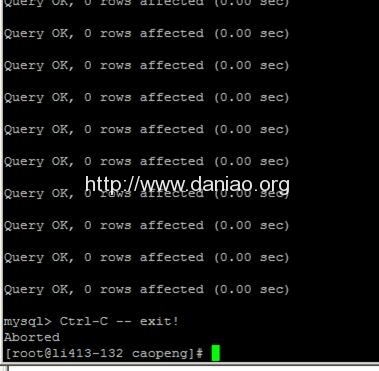 Query OK, 0 rows affected (0.00 sec)
Query OK, 0 rows affected (0.00 sec)
Query OK, 0 rows affected (0.00 sec)
Query OK, 0 rows affected (0.00 sec)
Query OK, 0 rows affected (0.00 sec)
Query OK, 0 rows affected (0.00 sec)
http://www.daniao.org
Query OK, 0 rows affected (0.00 sec)
Query OK, 0 rows affected (0.00 sec)
Query OK, 0 rows affected (0.00 sec)
Query OK, 0 rows affected (0.00 sec)
mysql> Ctrl-C -- exit!
Aborted
[root@li413-132 caopeng]#